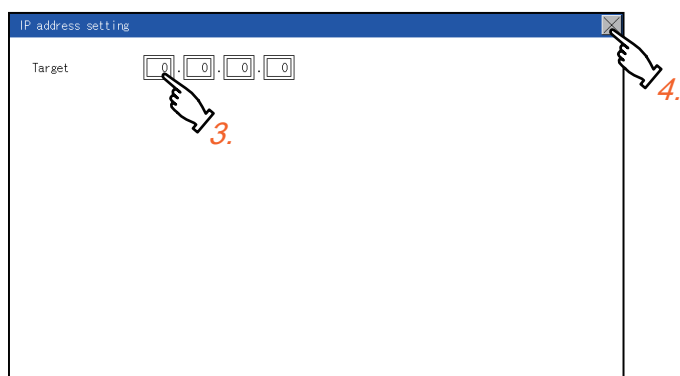 IP address setting
Target 0 . 0 . 0 . 0
3.
4.